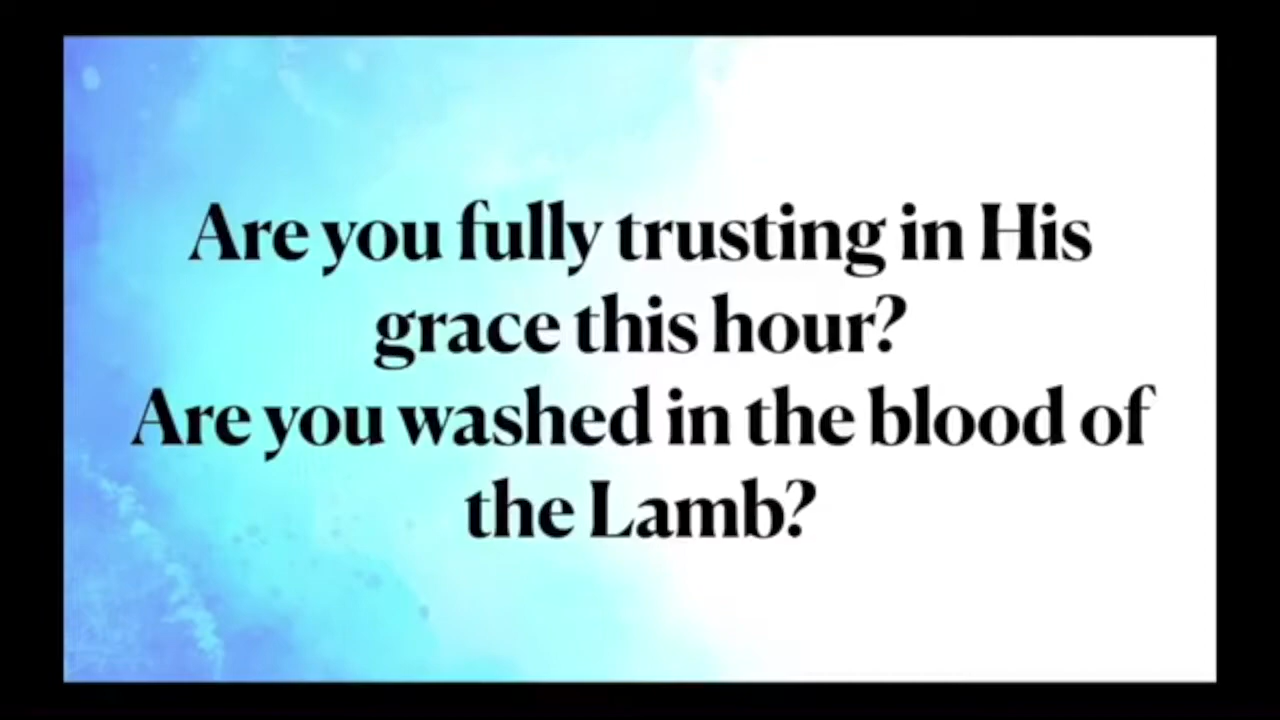 Are you fully trusting in His
grace this hour?
Are you washed in the blood of
the Lamb?